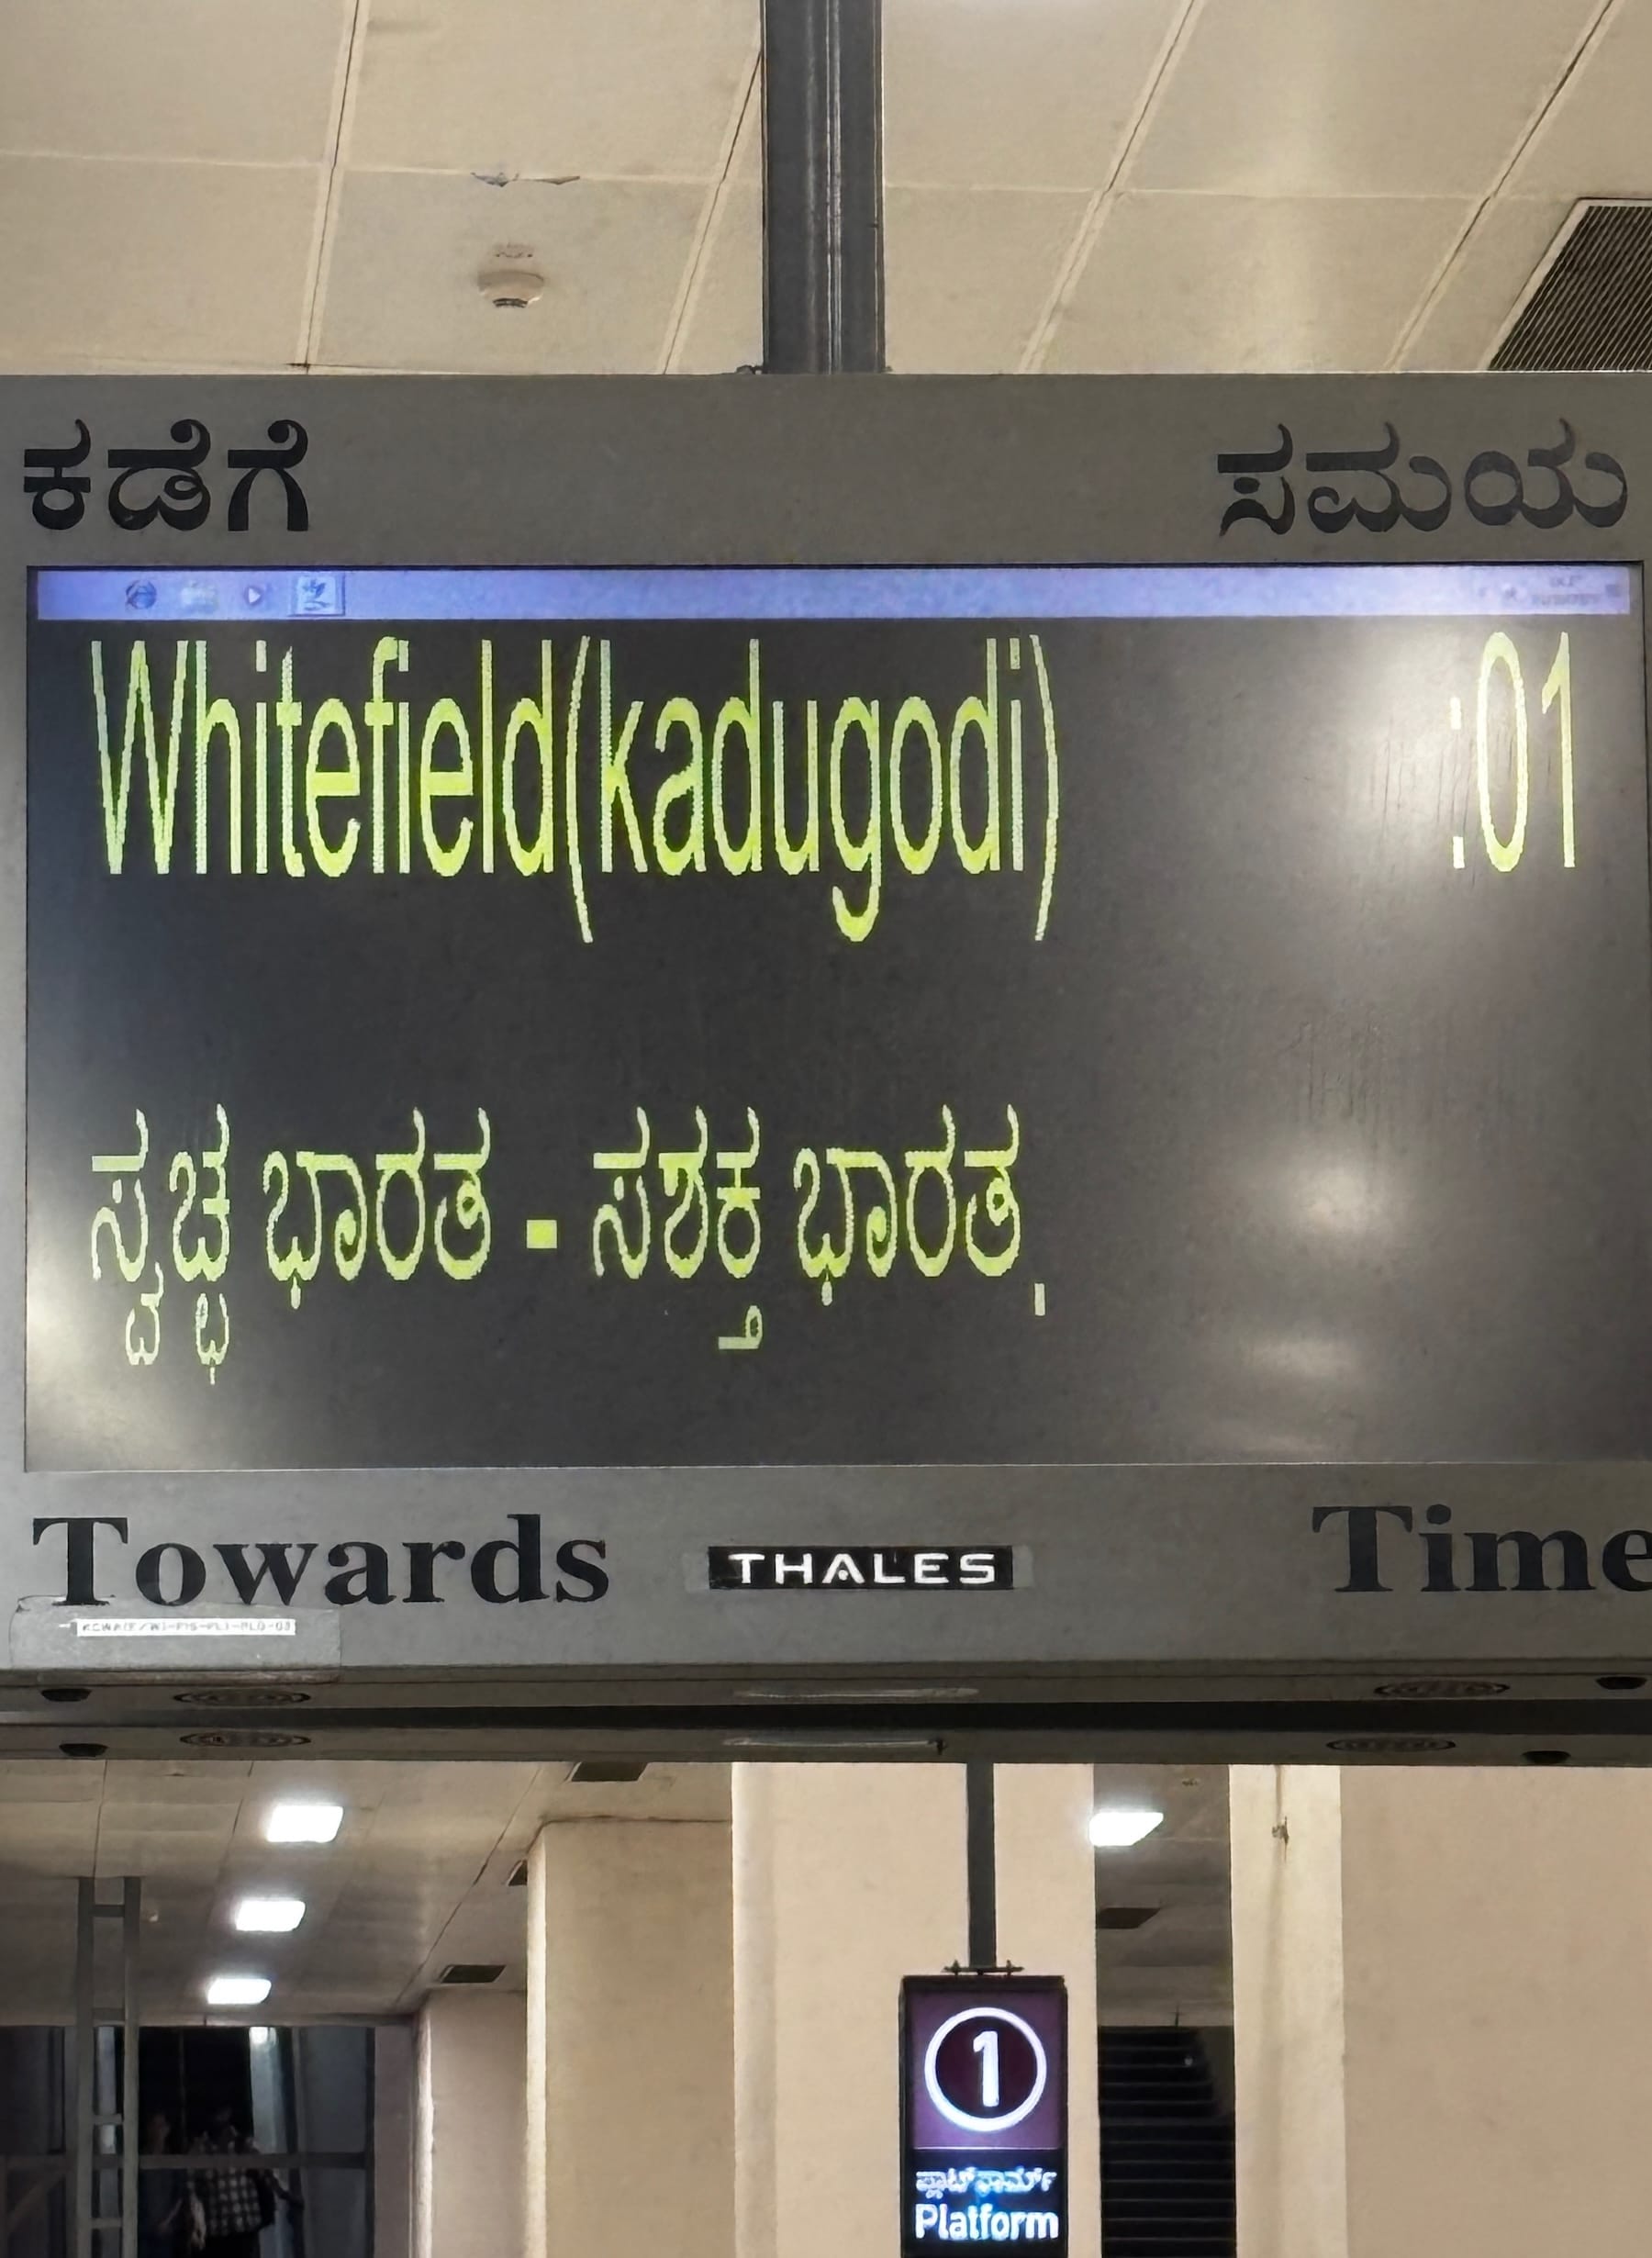 ಕಡೆಗೆ ಸಮಯ
Whitefield(kadugodi) :01
ಸ್ವಚ್ಛ ಭಾರತ - ಸಶಕ್ತ ಭಾರತ,
Towards THALES Time
1
ಪ್ಲಾಟ್‌ಫಾರ್ಮ್
Platform